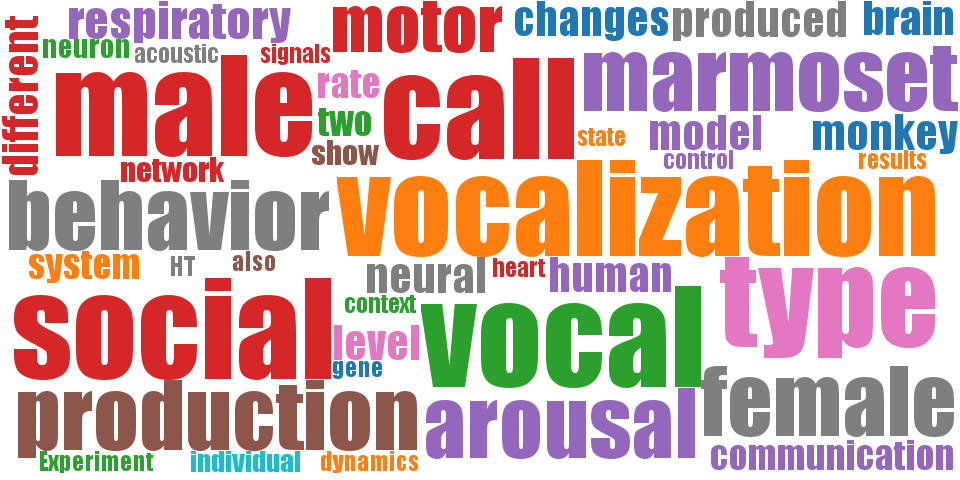 different
respiratory
motor
changes
produced
brain
neuron
acoustic
signals
male
rate
call
marmoset
two
show
state
model
monkey
control
results
network
behavior
vocalization
system
HT
also
neural
heart
human
type
social
context
vocal
level
gene
production
arousal
female
Experiment
individual
dynamics
communication